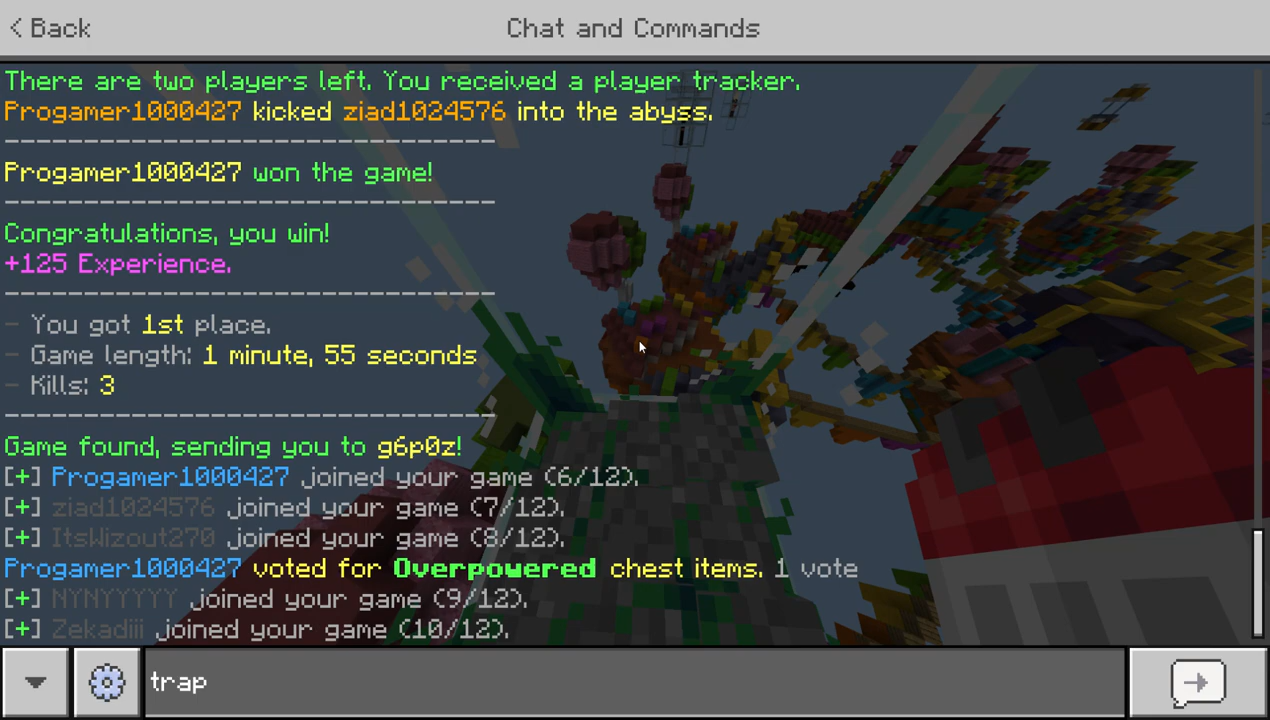 < Back
Chat and Commands
There are two players left. You received a player tracker.
Progamer1000427 kicked ziad1024576 into the abyss.
------------------------------
Progamer1000427 won the game!
------------------------------
Congratulations, you win!
+125 Experience.
------------------------------
- You got 1st place.
- Game length: 1 minute, 55 seconds
- Kills: 3
------------------------------
Game found, sending you to g6p0z!
[+] Progamer1000427 joined your game (6/12).
[+] ziad1024576 joined your game (7/12).
[+] ItsWizout270 joined your game (8/12).
Progamer1000427 voted for Overpowered chest items. 1 vote
[+] NYNYYYYY joined your game (9/12).
[+] Zekadiii joined your game (10/12).
trap